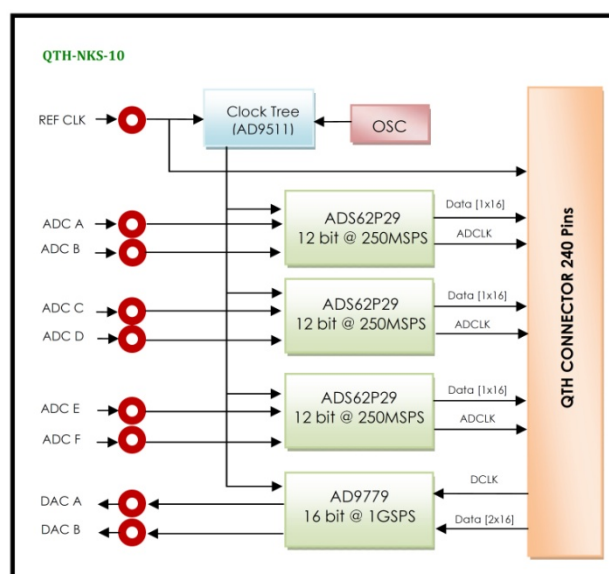 QTH-NKS-10
REF CLK
Clock Tree
(AD9511)
OSC
ADC A
ADC B
ADS62P29
12 bit @ 250MSPS
Data [1x16]
ADCLK
ADC C
ADC D
ADS62P29
12 bit @ 250MSPS
Data [1x16]
ADCLK
ADC E
ADC F
ADS62P29
12 bit @ 250MSPS
Data [1x16]
ADCLK
DAC A
DAC B
AD9779
16 bit @ 1GSPS
DCLK
Data [2x16]
QTH CONNECTOR 240 Pins